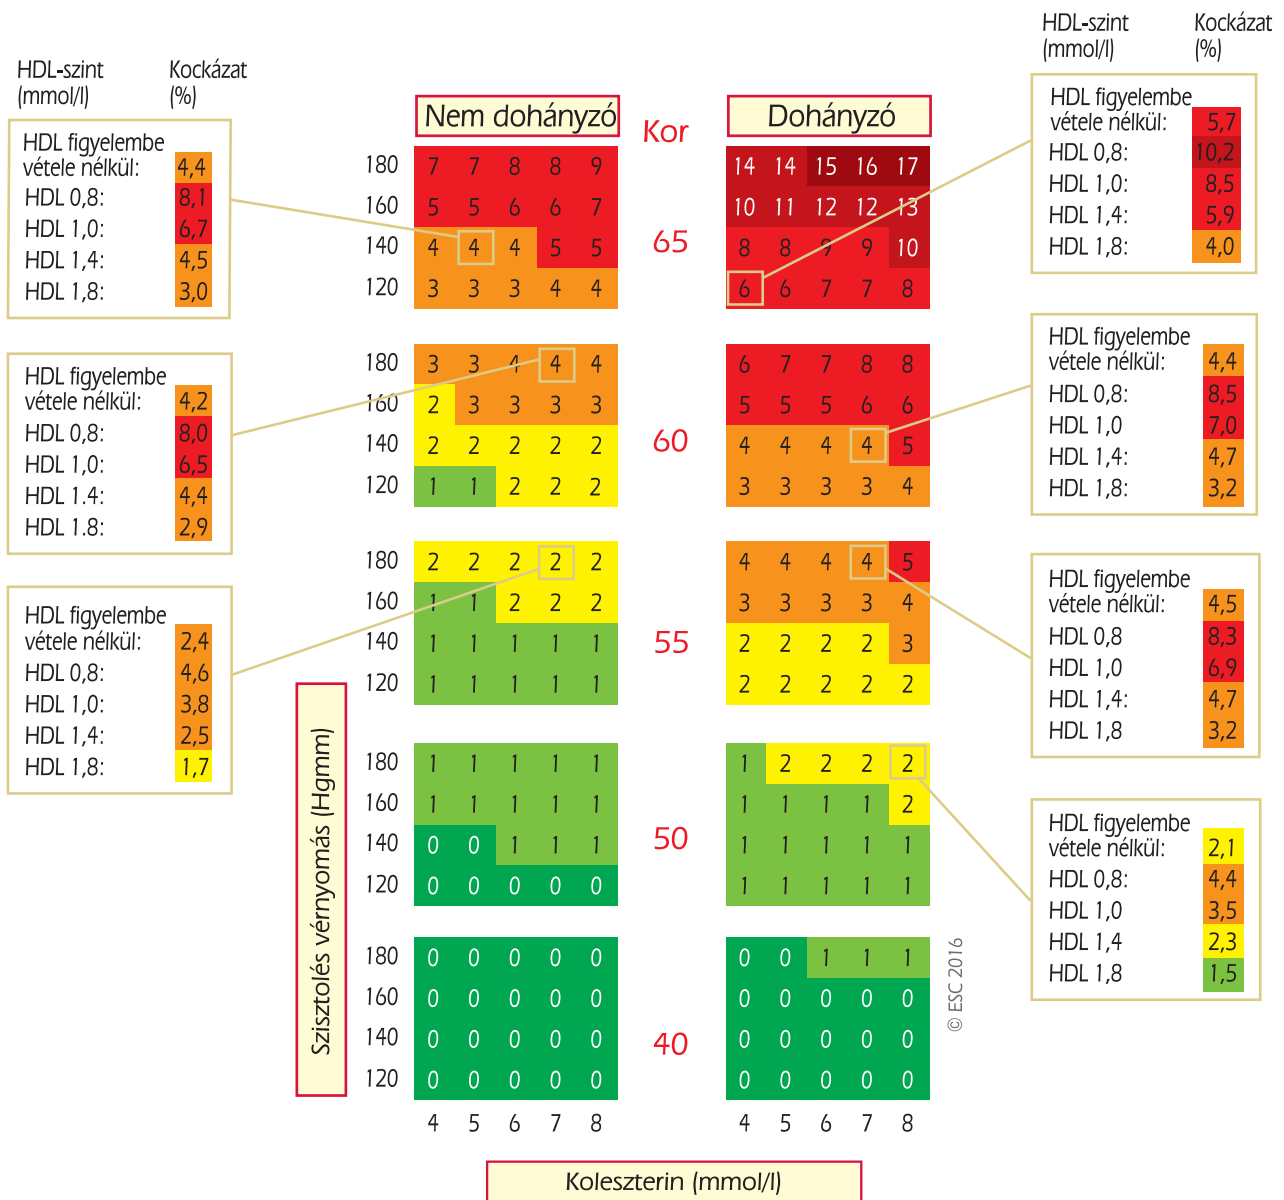 HDL-szint Kockázat
(mmol/l) (%)
HDL figyelembe
vétele nélkül: 4,4
HDL 0,8: 8,1
HDL 1,0: 6,7
HDL 1,4: 4,5
HDL 1,8: 3,0
HDL figyelembe
vétele nélkül: 4,2
HDL 0,8: 8,0
HDL 1,0: 6,5
HDL 1.4: 4,4
HDL 1.8: 2,9
HDL figyelembe
vétele nélkül: 2,4
HDL 0,8: 4,6
HDL 1,0: 3,8
HDL 1,4: 2,5
HDL 1,8: 1,7
Szisztolés vérnyomás (Hgmm)
Nem dohányzó Kor Dohányzó
180 7 7 8 8 9 14 14 15 16 17
160 5 5 6 6 7 10 11 12 12 13
140 4 4 4 5 5 65 8 8 9 9 10
120 3 3 3 4 4 6 6 7 7 8
180 3 3 4 4 4 6 7 7 8 8
160 2 3 3 3 3 5 5 5 6 6
140 2 2 2 2 2 60 4 4 4 4 5
120 1 1 2 2 2 3 3 3 3 4
180 2 2 2 2 2 4 4 4 4 5
160 1 1 2 2 2 3 3 3 3 4
140 1 1 1 1 1 55 2 2 2 2 3
120 1 1 1 1 1 2 2 2 2 2
180 1 1 1 1 1 1 2 2 2 2
160 1 1 1 1 1 1 1 1 1 2
140 0 0 1 1 1 50 1 1 1 1 1
120 0 0 0 0 0 1 1 1 1 1
180 0 0 0 0 0 0 0 1 1 1
160 0 0 0 0 0 0 0 0 0 0
140 0 0 0 0 0 40 0 0 0 0 0
120 0 0 0 0 0 0 0 0 0 0
4 5 6 7 8 4 5 6 7 8
Koleszterin (mmol/l)
© ESC 2016
HDL-szint Kockázat
(mmol/l) (%)
HDL figyelembe
vétele nélkül: 5,7
HDL 0,8: 10,2
HDL 1,0: 8,5
HDL 1,4: 5,9
HDL 1,8: 4,0
HDL figyelembe
vétele nélkül: 4,4
HDL 0,8: 8,5
HDL 1,0 7,0
HDL 1,4: 4,7
HDL 1,8: 3,2
HDL figyelembe
vétele nélkül: 4,5
HDL 0,8 8,3
HDL 1,0 6,9
HDL 1,4: 4,7
HDL 1,8 3,2
HDL figyelembe
vétele nélkül: 2,1
HDL 0,8: 4,4
HDL 1,0 3,5
HDL 1,4 2,3
HDL 1,8 1,5